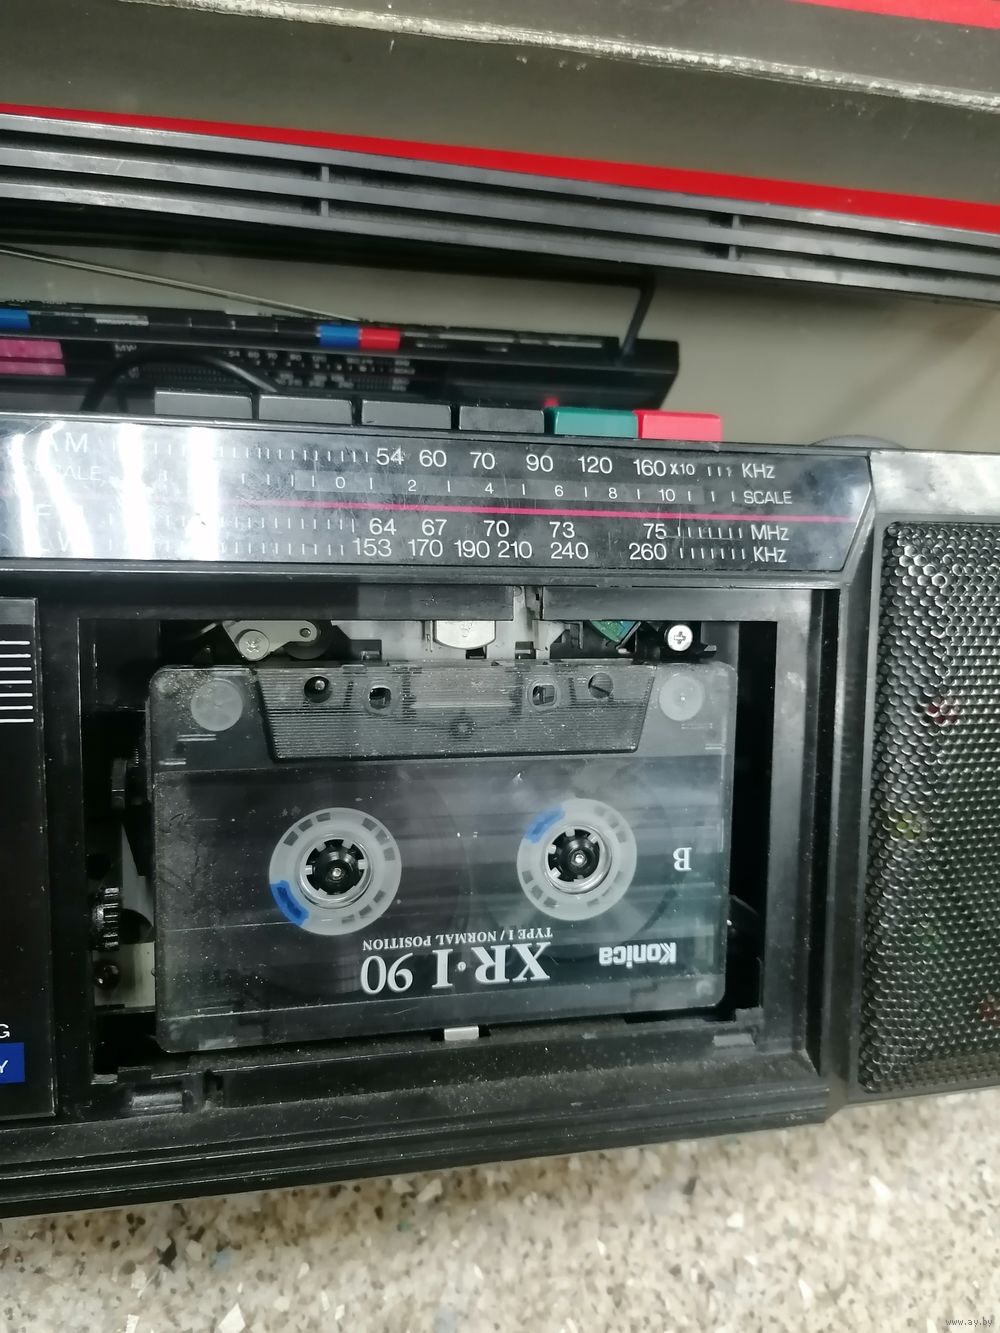 AM 54 60 70 90 120 160 x10 KHz
SCALE 0 2 4 6 8 10 SCALE
F 64 67 70 73 75 MHz
LW 153 170 190 210 240 260 KHz
B
Konica
XR·I 90
TYPE I / NORMAL POSITION
G
Y
www.ay.by